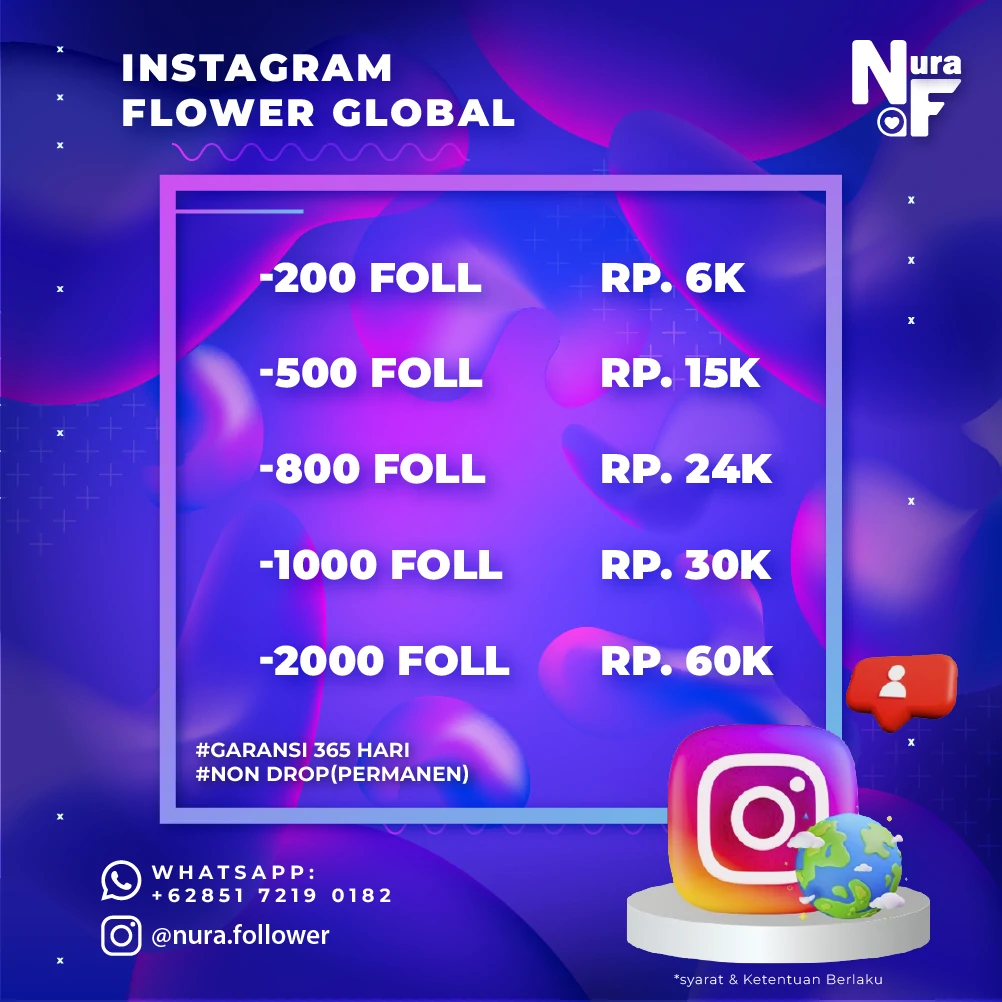 INSTAGRAM
FLOWER GLOBAL
Nura
F
-200 FOLL RP. 6K
-500 FOLL RP. 15K
-800 FOLL RP. 24K
-1000 FOLL RP. 30K
-2000 FOLL RP. 60K
#GARANSI 365 HARI
#NON DROP(PERMANEN)
WHATSAPP:
+62851 7219 0182
@nura.follower
*syarat & Ketentuan Berlaku